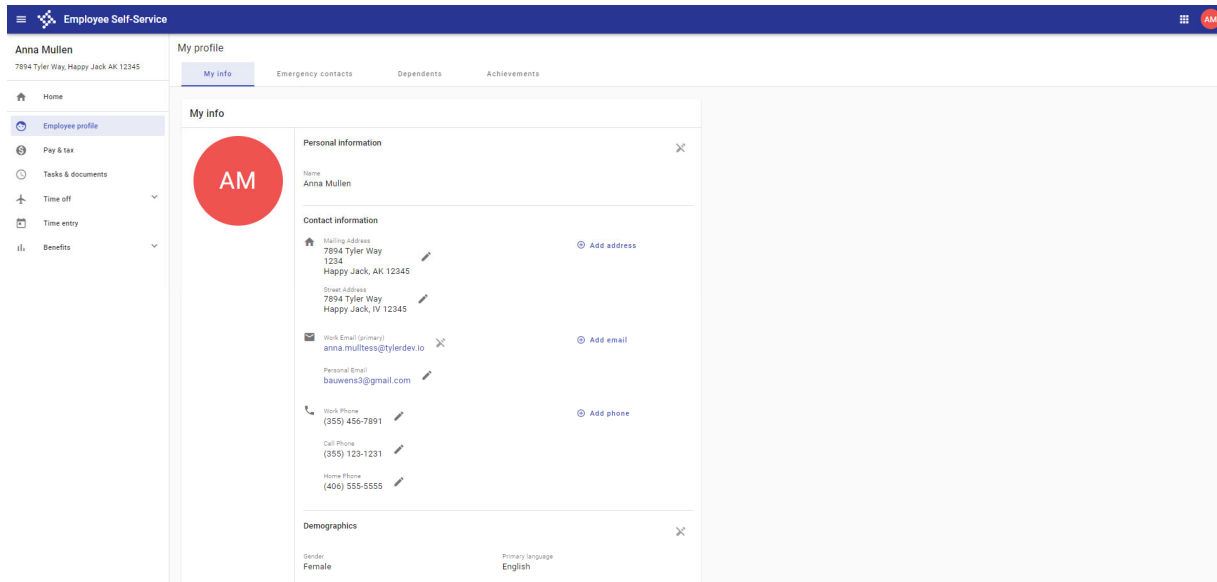 Employee Self-Service
AM
Anna Mullen
7894 Tyler Way, Happy Jack AK 12345
Home
Employee profile
Pay & tax
Tasks & documents
Time off
Time entry
Benefits
My profile
My info
Emergency contacts
Dependents
Achievements
My info
AM
Personal information
Name
Anna Mullen
Contact information
Mailing Address
7894 Tyler Way
1234
Happy Jack, AK 12345
Add address
Street Address
7894 Tyler Way
Happy Jack, IV 12345
Work Email (primary)
anna.mulltess@tylerdev.io
Add email
Personal Email
bauwens3@gmail.com
Work Phone
(355) 456-7891
Add phone
Cell Phone
(355) 123-1231
Home Phone
(406) 555-5555
Demographics
Gender
Female
Primary language
English